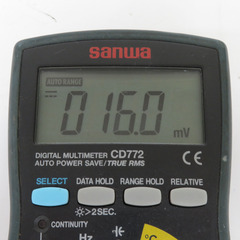 sanwa
AUTO RANGE
016.0 mV
DIGITAL MULTIMETER CD772
AUTO POWER SAVE/TRUE RMS
CE
SELECT DATA HOLD RANGE HOLD RELATIVE
>2SEC.
CONTINUITY
Hz
°C